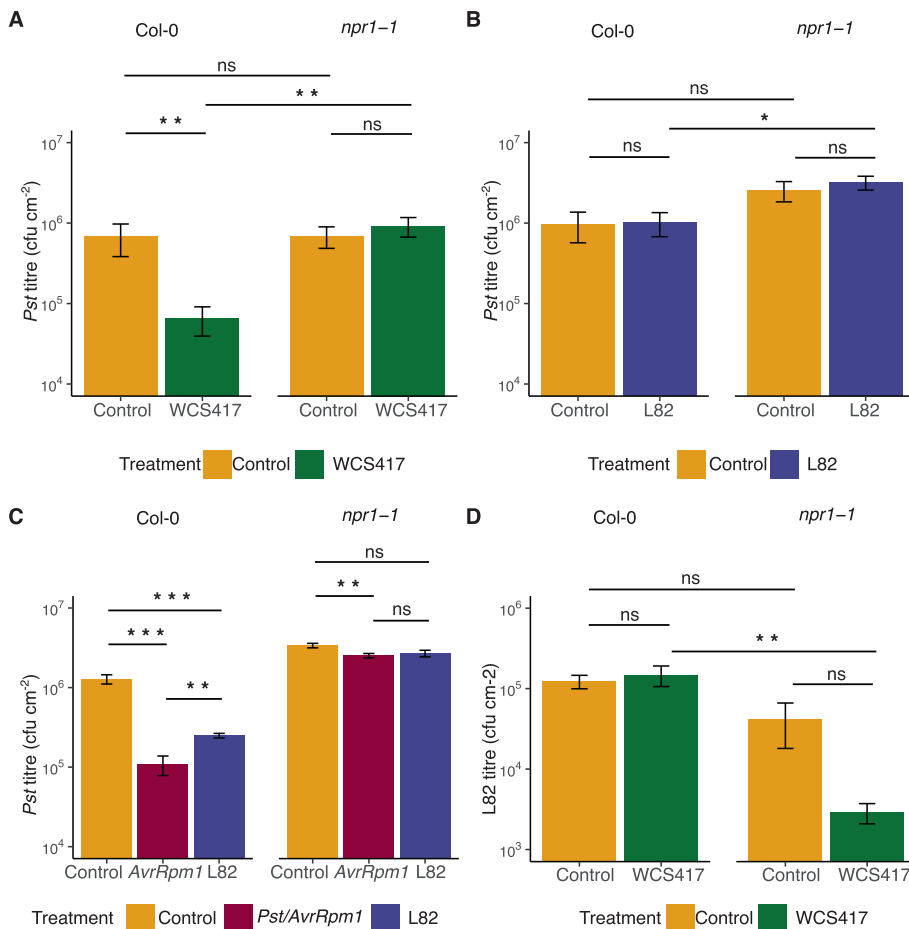 A
Col-0 npr1−1
ns
* *
* * ns
10⁷
10⁶
10⁵
10⁴
Pst titre (cfu cm⁻²)
Control WCS417 Control WCS417
Treatment Control WCS417
B
Col-0 npr1−1
ns
*
ns ns
10⁷
10⁶
10⁵
10⁴
Pst titre (cfu cm⁻²)
Control L82 Control L82
Treatment Control L82
C
Col-0 npr1−1
ns
* * * * *
* * * ns
* *
10⁷
10⁶
10⁵
10⁴
Pst titre (cfu cm⁻²)
Control AvrRpm1 L82 Control AvrRpm1 L82
Treatment Control Pst/AvrRpm1 L82
D
Col-0 npr1−1
ns
ns
* *
ns
10⁶
10⁵
10⁴
10³
L82 titre (cfu cm-2)
Control WCS417 Control WCS417
Treatment Control WCS417